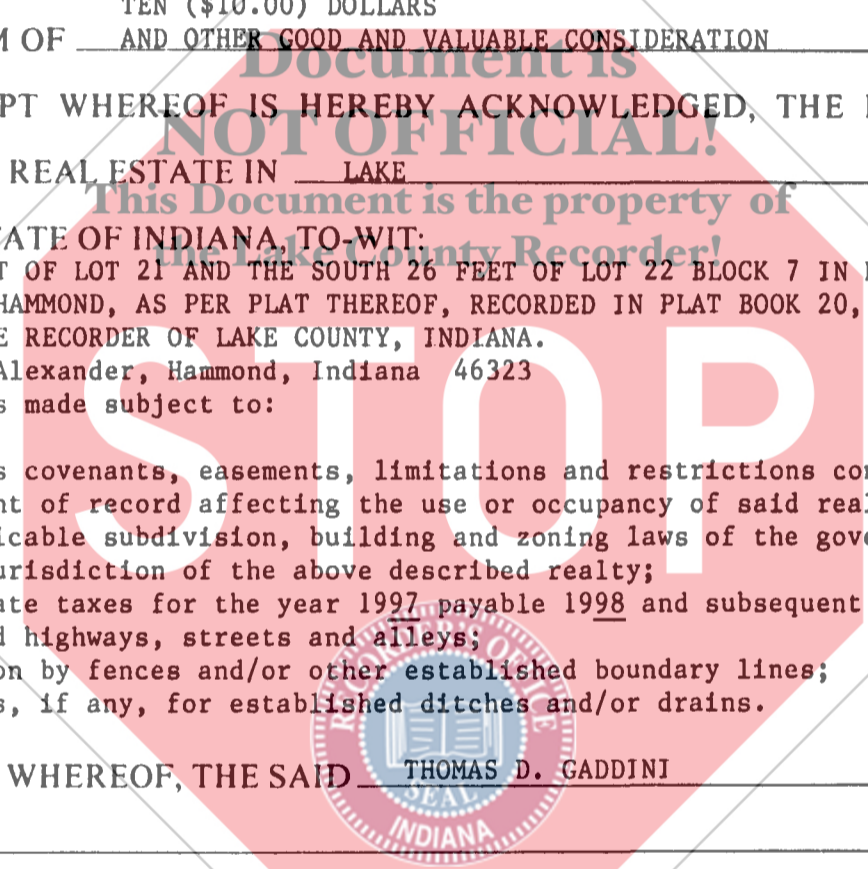 TEN ($10.00) DOLLARS
M OF AND OTHER GOOD AND VALUABLE CONSIDERATION
Document is
PT WHEREOF IS HEREBY ACKNOWLEDGED, THE
NOT OFFICIAL!
REAL ESTATE IN LAKE
This Document is the property of
ATE OF INDIANA, TO-WIT:
the Lake County Recorder!
T OF LOT 21 AND THE SOUTH 26 FEET OF LOT 22 BLOCK 7 IN
HAMMOND, AS PER PLAT THEREOF, RECORDED IN PLAT BOOK 20,
E RECORDER OF LAKE COUNTY, INDIANA.
Alexander, Hammond, Indiana 46323
s made subject to:
STOP
s covenants, easements, limitations and restrictions co
nt of record affecting the use or occupancy of said rea
icable subdivision, building and zoning laws of the gov
urisdiction of the above described realty;
ate taxes for the year 1997 payable 1998 and subsequent
d highways, streets and alleys;
on by fences and/or other established boundary lines;
s, if any, for established ditches and/or drains.
RECORDER'S OFFICE
WHEREOF, THE SAID THOMAS D. GADDINI
SEAL
INDIANA